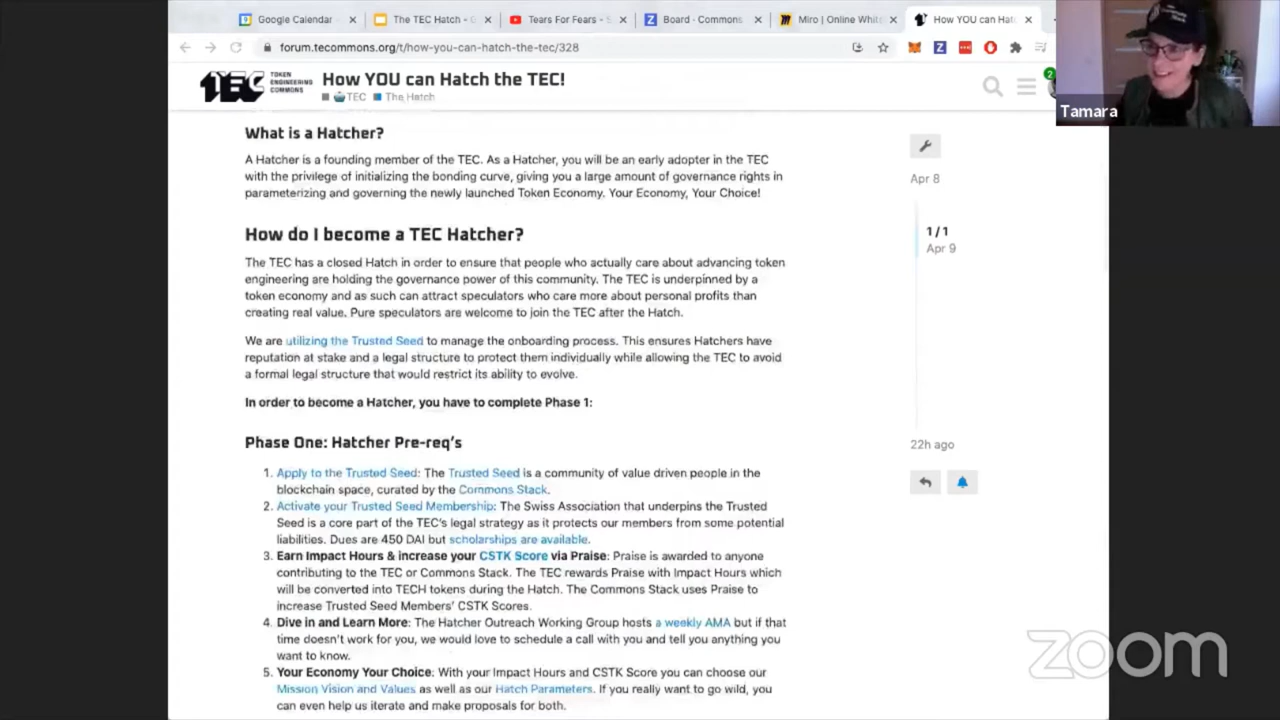 Google Calendar -
The TEC Hatch - G
Tears For Fears - S
Board · Commons
Miro | Online White
How YOU can Hatc
forum.tecommons.org/t/how-you-can-hatch-the-tec/328
TEC TOKEN ENGINEERING COMMONS
How YOU can Hatch the TEC!
TEC The Hatch
2
Tamara
What is a Hatcher?
A Hatcher is a founding member of the TEC. As a Hatcher, you will be an early adopter in the TEC
with the privilege of initializing the bonding curve, giving you a large amount of governance rights in
parameterizing and governing the newly launched Token Economy. Your Economy, Your Choice!
How do I become a TEC Hatcher?
The TEC has a closed Hatch in order to ensure that people who actually care about advancing token
engineering are holding the governance power of this community. The TEC is underpinned by a
token economy and as such can attract speculators who care more about personal profits than
creating real value. Pure speculators are welcome to join the TEC after the Hatch.
We are utilizing the Trusted Seed to manage the onboarding process. This ensures Hatchers have
reputation at stake and a legal structure to protect them individually while allowing the TEC to avoid
a formal legal structure that would restrict its ability to evolve.
In order to become a Hatcher, you have to complete Phase 1:
Phase One: Hatcher Pre-req's
1. Apply to the Trusted Seed: The Trusted Seed is a community of value driven people in the
blockchain space, curated by the Commons Stack.
2. Activate your Trusted Seed Membership: The Swiss Association that underpins the Trusted
Seed is a core part of the TEC's legal strategy as it protects our members from some potential
liabilities. Dues are 450 DAI but scholarships are available.
3. Earn Impact Hours & increase your CSTK Score via Praise: Praise is awarded to anyone
contributing to the TEC or Commons Stack. The TEC rewards Praise with Impact Hours which
will be converted into TECH tokens during the Hatch. The Commons Stack uses Praise to
increase Trusted Seed Members' CSTK Scores.
4. Dive in and Learn More: The Hatcher Outreach Working Group hosts a weekly AMA but if that
time doesn't work for you, we would love to schedule a call with you and tell you anything you
want to know.
5. Your Economy Your Choice: With your Impact Hours and CSTK Score you can choose our
Mission Vision and Values as well as our Hatch Parameters. If you really want to go wild, you
can even help us iterate and make proposals for both.
Apr 8
1 / 1
Apr 9
22h ago
zoom